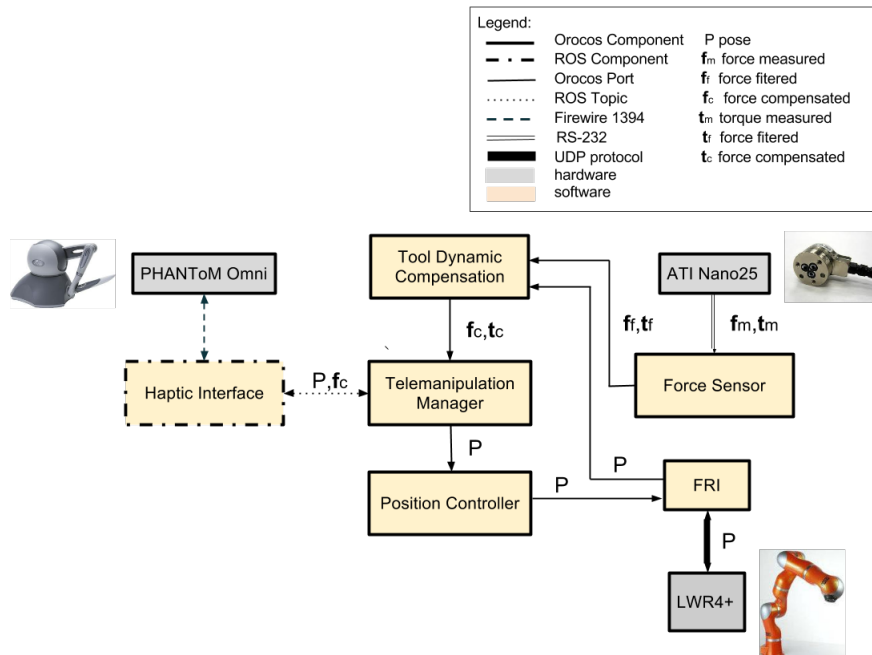 Legend:
Orocos Component P pose
ROS Component fm force measured
Orocos Port ff force fitered
ROS Topic fc force compensated
Firewire 1394 tm torque measured
RS-232 tf force filtered
UDP protocol tc force compensated
hardware
software
PHANToM Omni
Tool Dynamic
Compensation
ATI Nano25
fc,tc
ff,tf
fm,tm
Haptic Interface
P,fc
Telemanipulation
Manager
Force Sensor
P
Position Controller
P
P
FRI
P
LWR4+